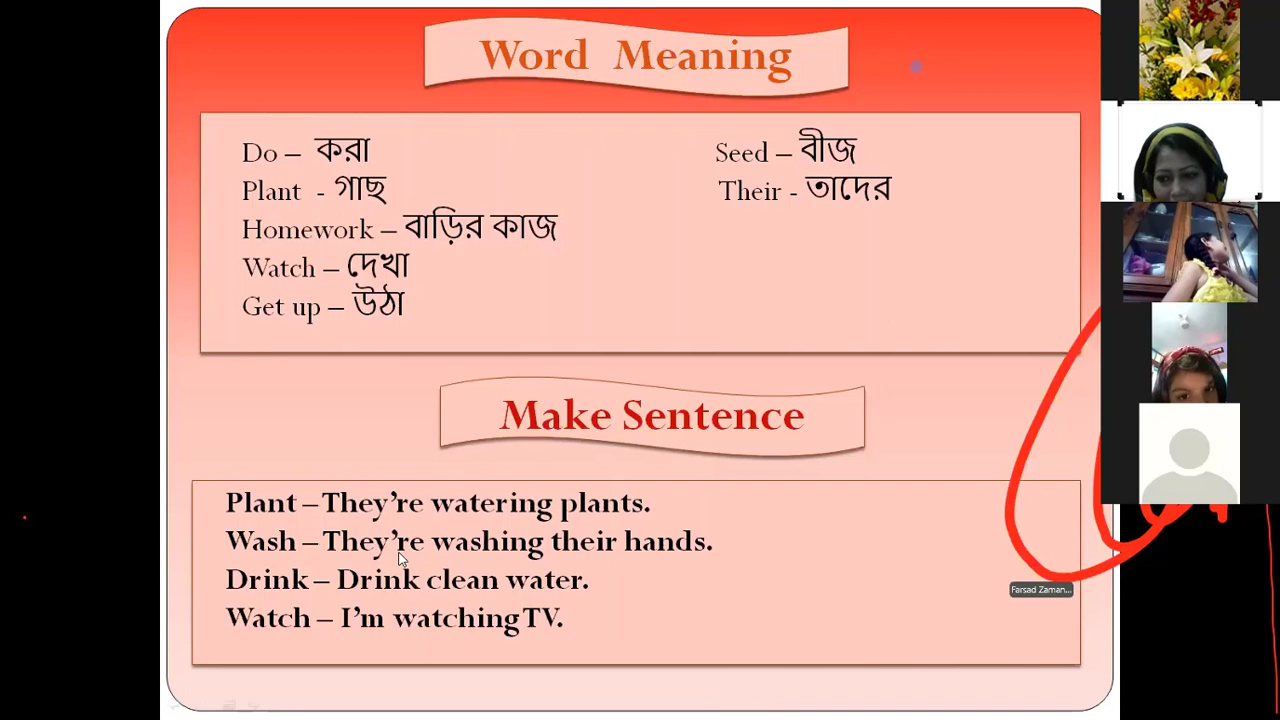 Word Meaning
Do – করা
Plant - গাছ
Homework – বাড়ির কাজ
Watch – দেখা
Get up – উঠা
Seed – বীজ
Their - তাদের
Make Sentence
Plant – They're watering plants.
Wash – They're washing their hands.
Drink – Drink clean water.
Watch – I'm watching TV.
Farsad Zaman...